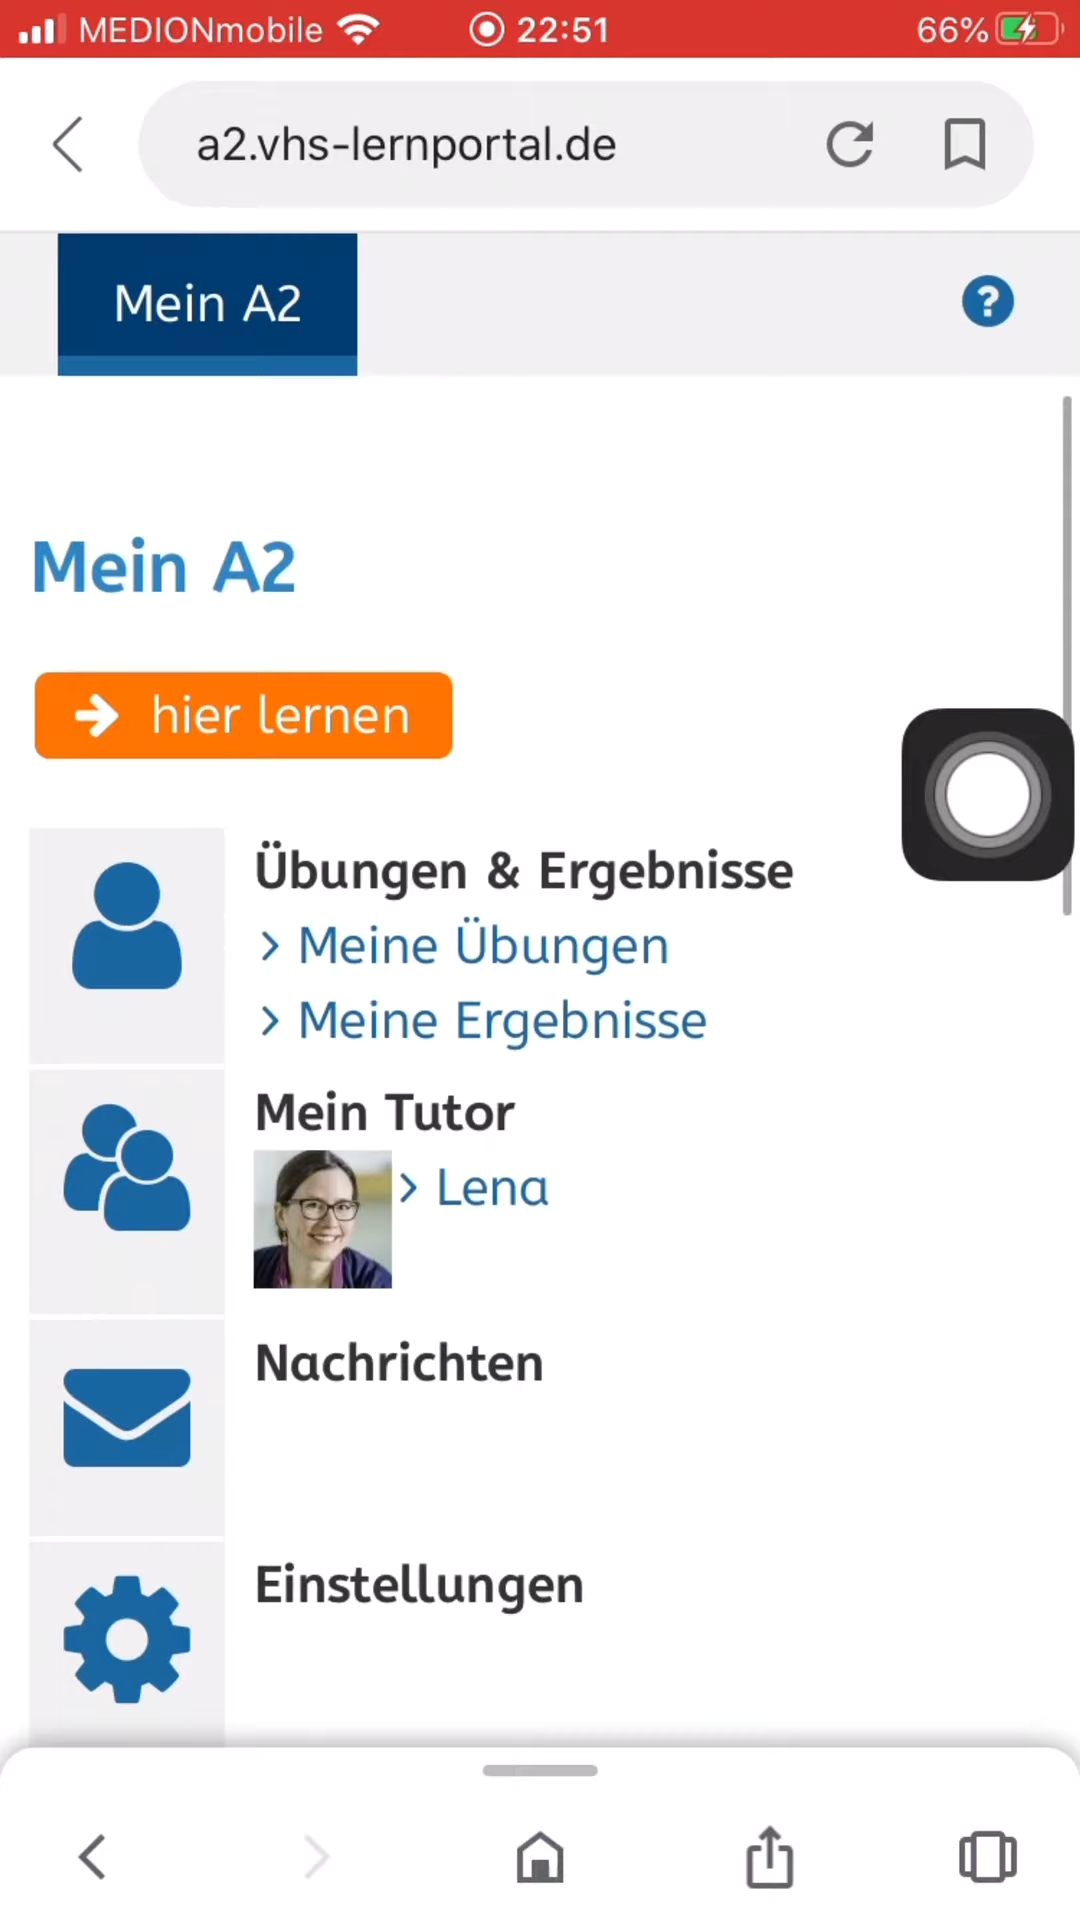 MEDIONmobile 22:51 66%
a2.vhs-lernportal.de
Mein A2 ?
Mein A2
hier lernen
Übungen & Ergebnisse
> Meine Übungen
> Meine Ergebnisse
Mein Tutor
> Lena
Nachrichten
Einstellungen